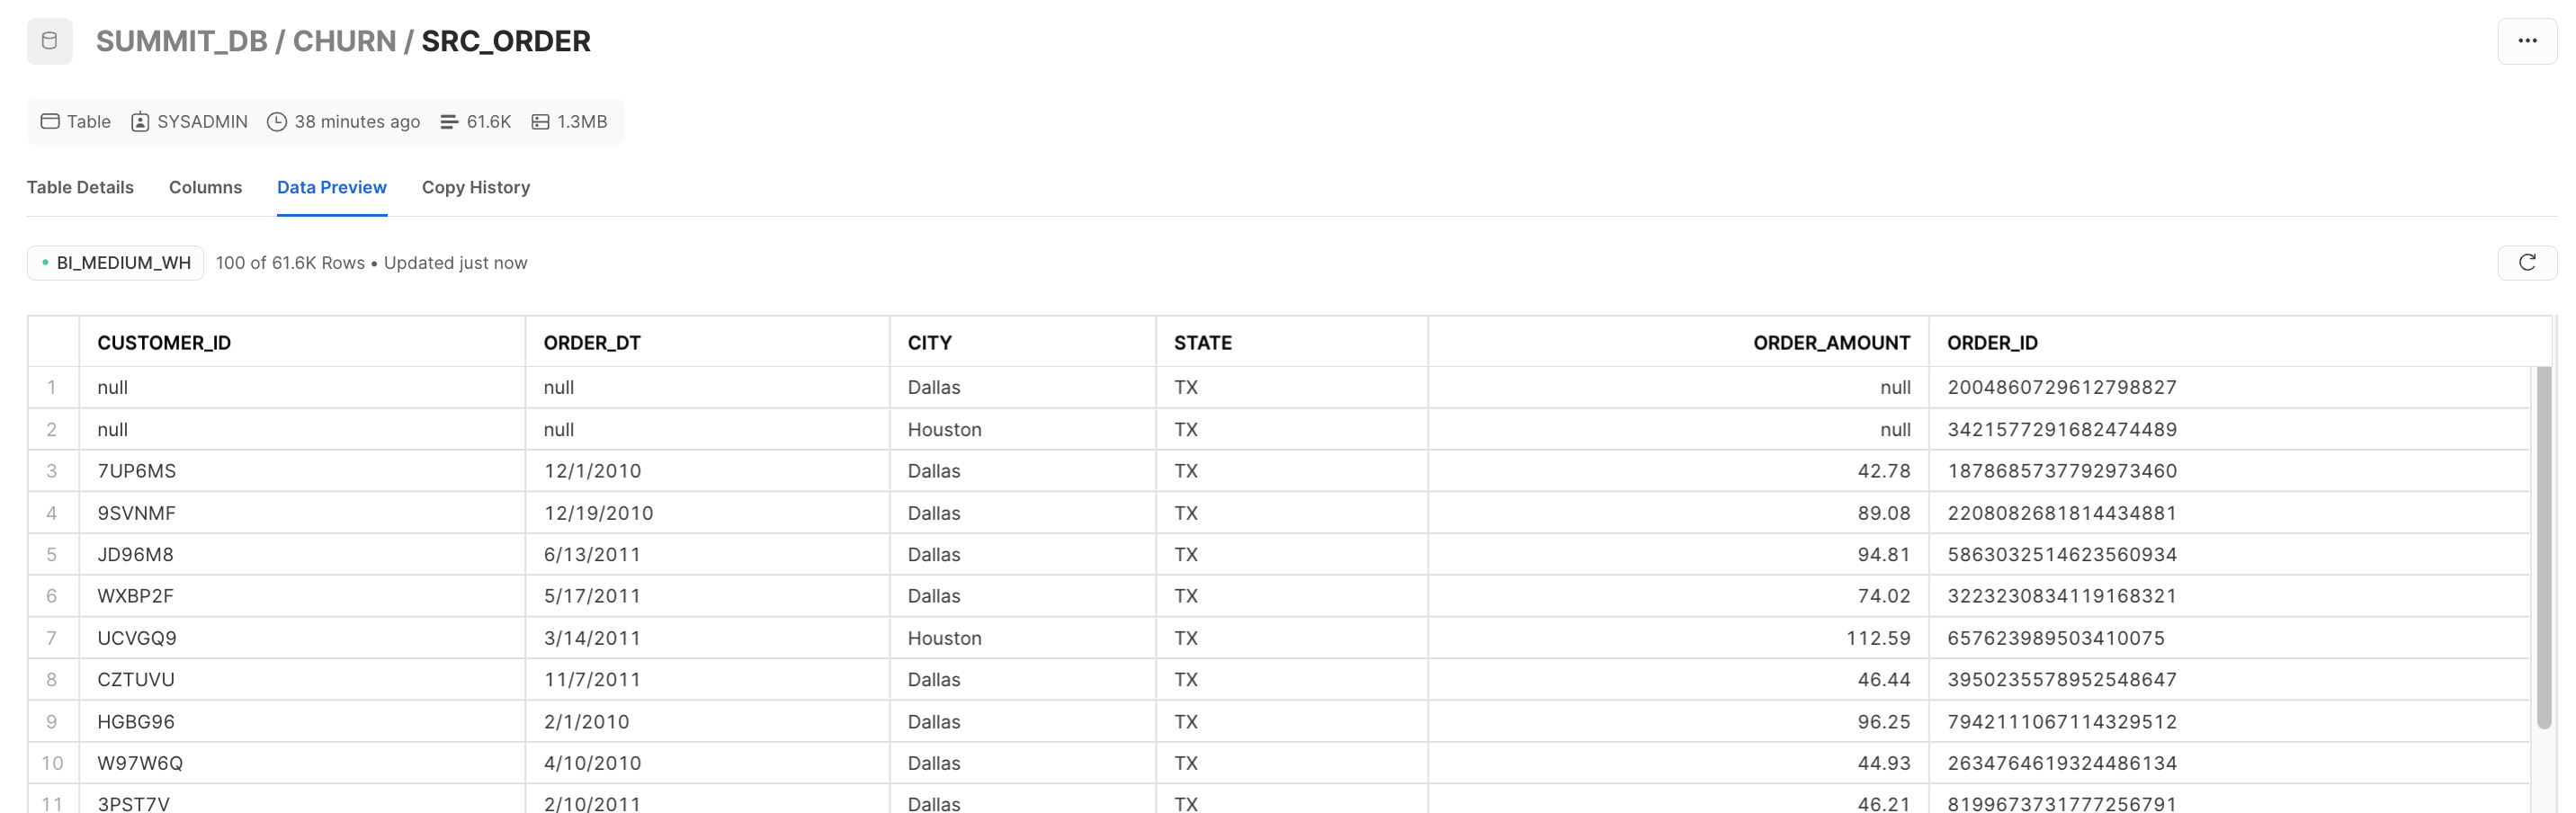 SUMMIT_DB / CHURN / SRC_ORDER
Table SYSADMIN 38 minutes ago 61.6K 1.3MB
Table Details Columns Data Preview Copy History
BI_MEDIUM_WH 100 of 61.6K Rows • Updated just now
CUSTOMER_ID ORDER_DT CITY STATE ORDER_AMOUNT ORDER_ID
1 null null Dallas TX null 2004860729612798827
2 null null Houston TX null 3421577291682474489
3 7UP6MS 12/1/2010 Dallas TX 42.78 1878685737792973460
4 9SVNMF 12/19/2010 Dallas TX 89.08 2208082681814434881
5 JD96M8 6/13/2011 Dallas TX 94.81 5863032514623560934
6 WXBP2F 5/17/2011 Dallas TX 74.02 3223230834119168321
7 UCVGQ9 3/14/2011 Houston TX 112.59 657623989503410075
8 CZTUVU 11/7/2011 Dallas TX 46.44 3950235578952548647
9 HGBG96 2/1/2010 Dallas TX 96.25 7942111067114329512
10 W97W6Q 4/10/2010 Dallas TX 44.93 2634764619324486134
11 3PST7V 2/10/2011 Dallas TX 46.21 8199673731777256791